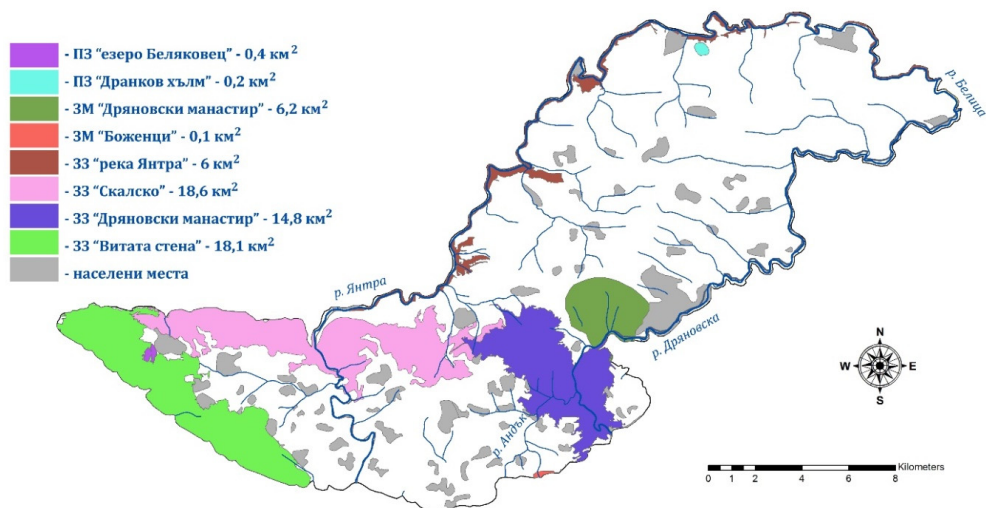 - ПЗ "езеро Беляковец" - 0,4 км²
- ПЗ "Дранков хълм" - 0,2 км²
- ЗМ "Дряновски манастир" - 6,2 км²
- ЗМ "Боженци" - 0,1 км²
- ЗЗ "река Янтра" - 6 км²
- ЗЗ "Скалско" - 18,6 км²
- ЗЗ "Дряновски манастир" - 14,8 км²
- ЗЗ "Витата стена" - 18,1 км²
- населени места
р. Белица
р. Янтра
р. Дряновска
р. Андък
N
W E
S
Kilometers
0 1 2 4 6 8